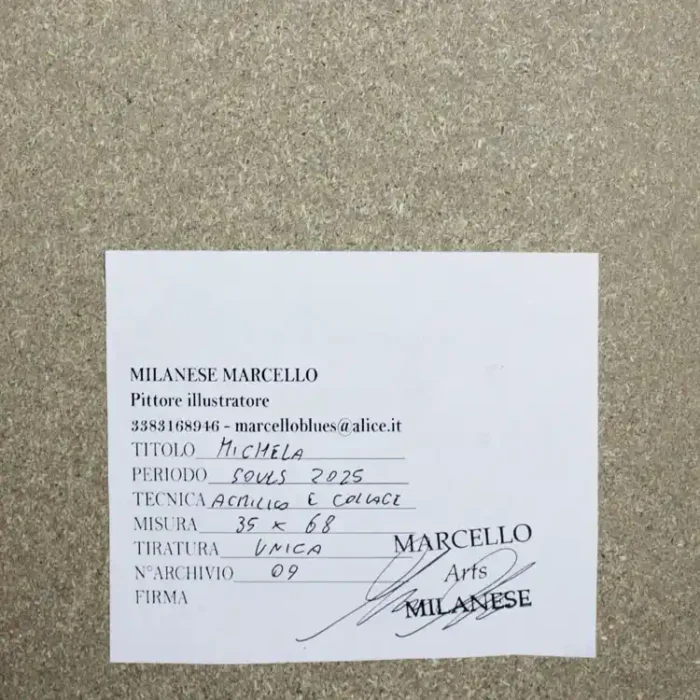 MILANESE MARCELLO
Pittore illustratore
3383168946 - marcelloblues@alice.it
TITOLO MICHELA
PERIODO SOULS 2025
TECNICA ACRILICO E COLLAGE
MISURA 35 x 68
TIRATURA UNICA
N°ARCHIVIO 09
FIRMA
MARCELLO
Arts
MILANESE